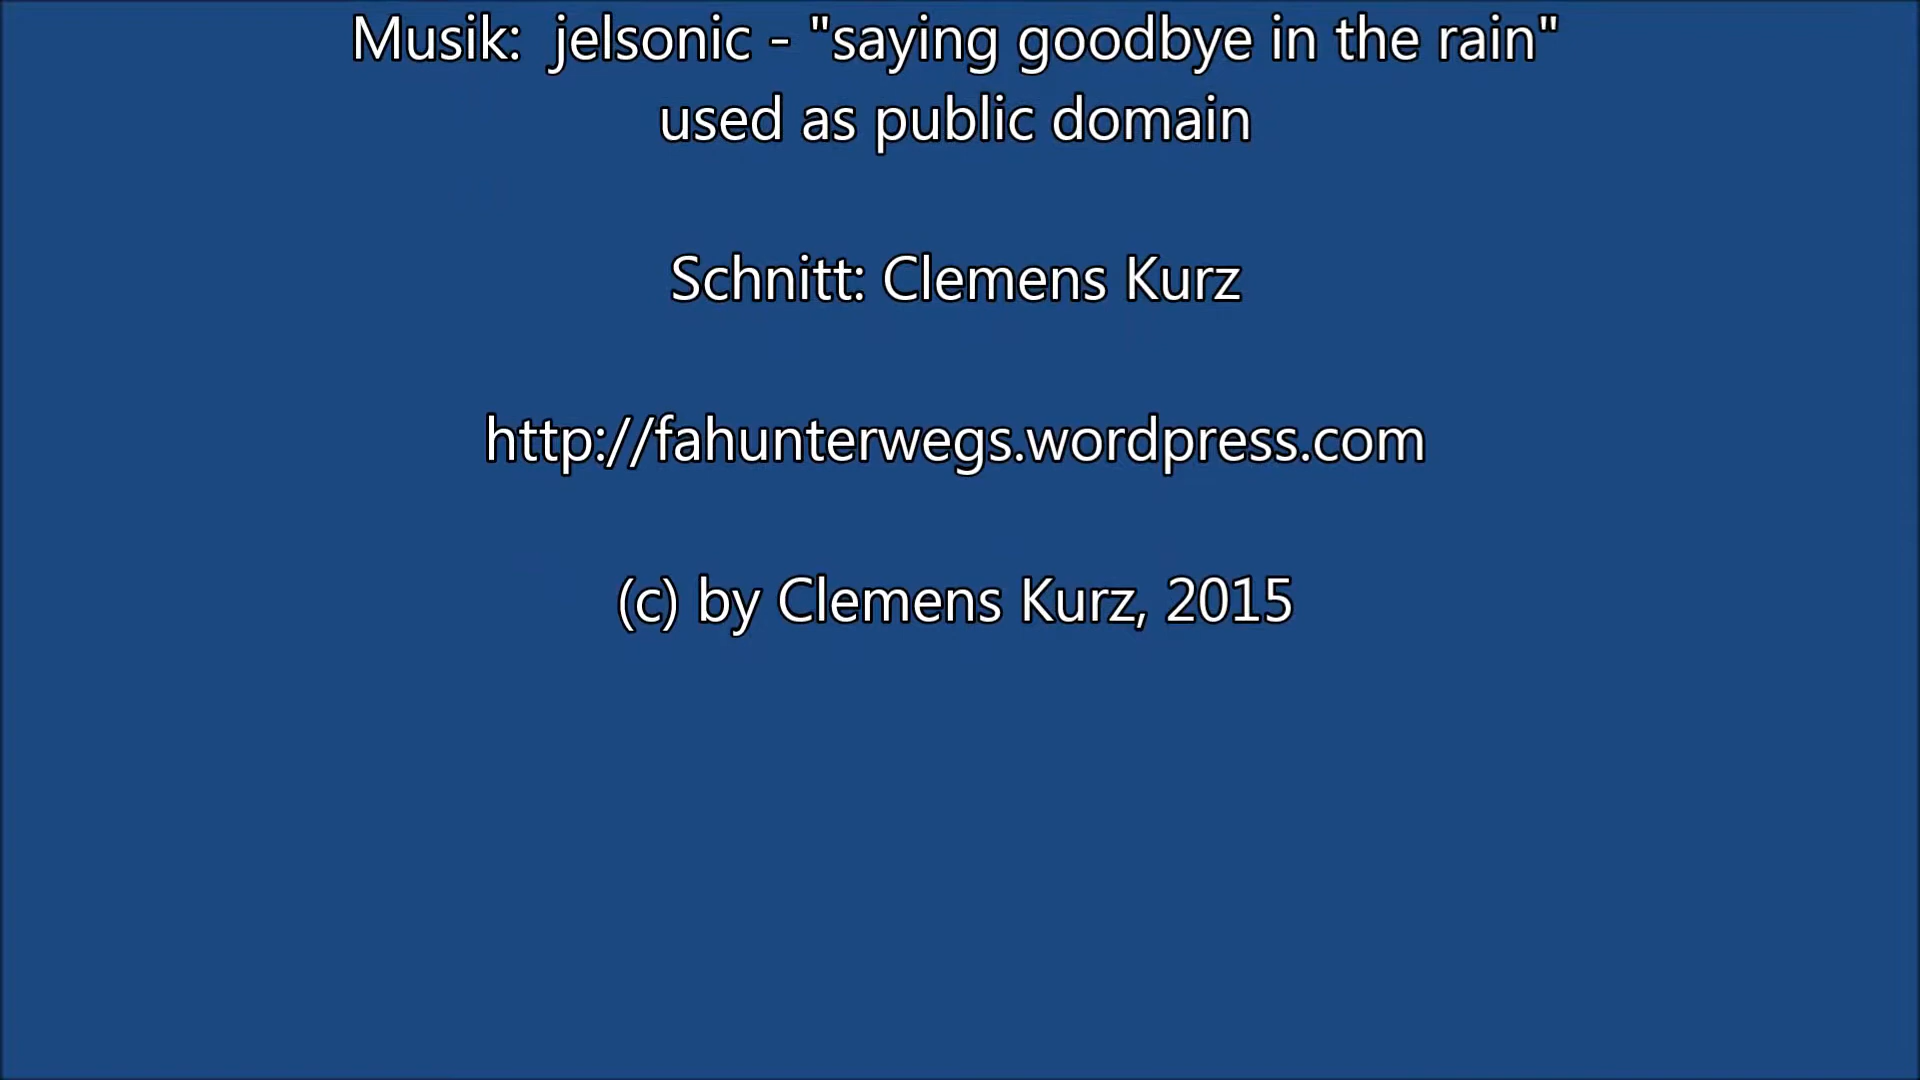 Musik:  jelsonic - "saying goodbye in the rain"
used as public domain
Schnitt: Clemens Kurz
http://fahunterwegs.wordpress.com
(c) by Clemens Kurz, 2015